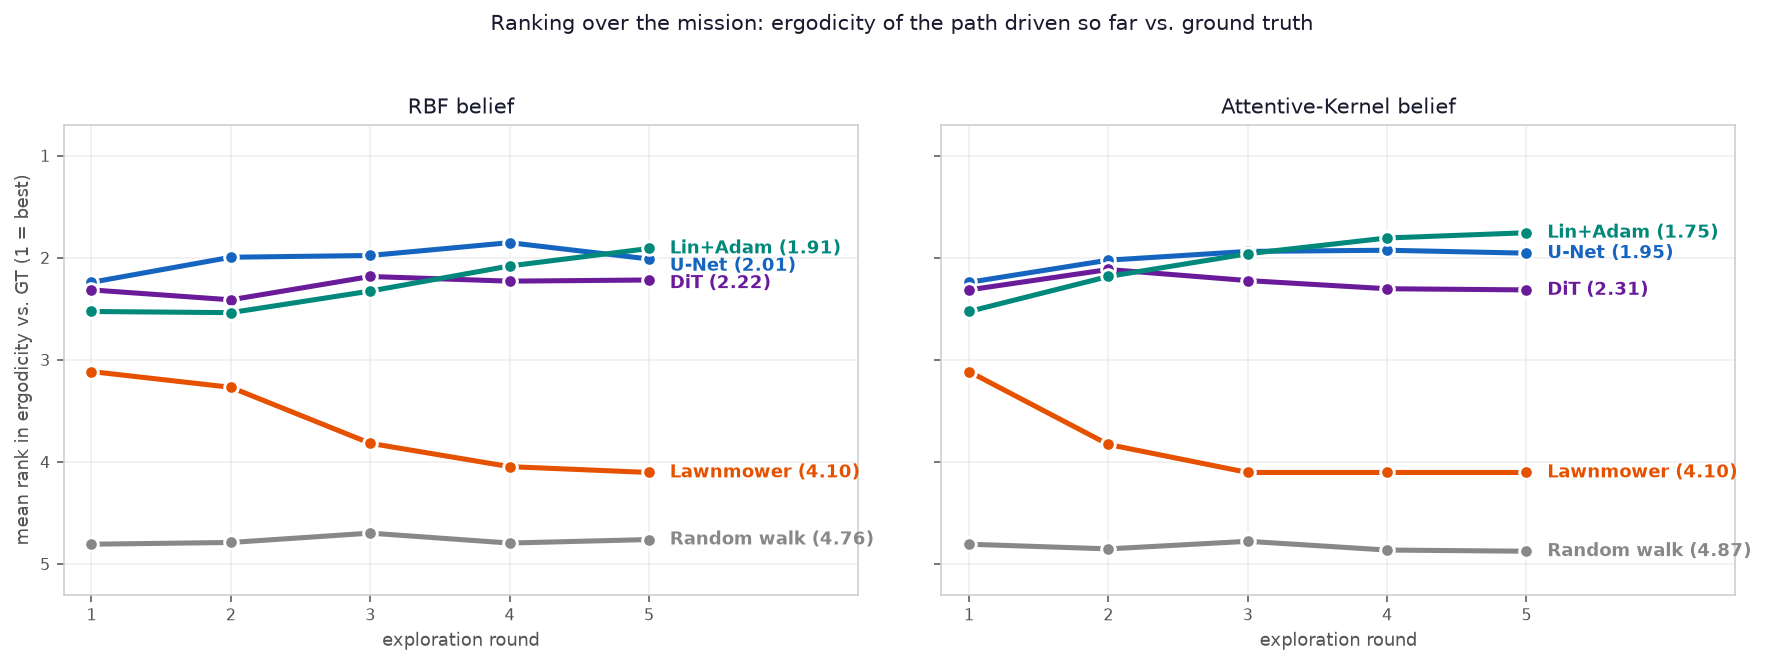 Ranking over the mission: ergodicity of the path driven so far vs. ground truth
RBF belief
mean rank in ergodicity vs. GT (1 = best)
1
2
3
4
5
Lin+Adam (1.91)
U-Net (2.01)
DiT (2.22)
Lawnmower (4.10)
Random walk (4.76)
1 2 3 4 5
exploration round
Attentive-Kernel belief
Lin+Adam (1.75)
U-Net (1.95)
DiT (2.31)
Lawnmower (4.10)
Random walk (4.87)
1 2 3 4 5
exploration round